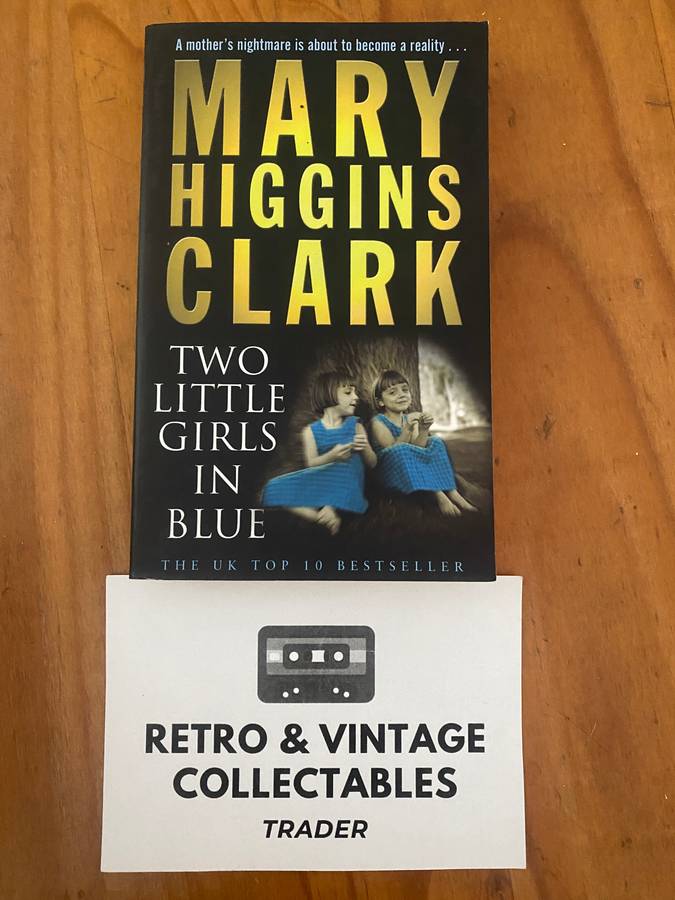 A mother's nightmare is about to become a reality . . .
MARY
HIGGINS
CLARK
TWO
LITTLE
GIRLS
IN
BLUE
THE UK TOP 10 BESTSELLER
RETRO & VINTAGE
COLLECTABLES
TRADER